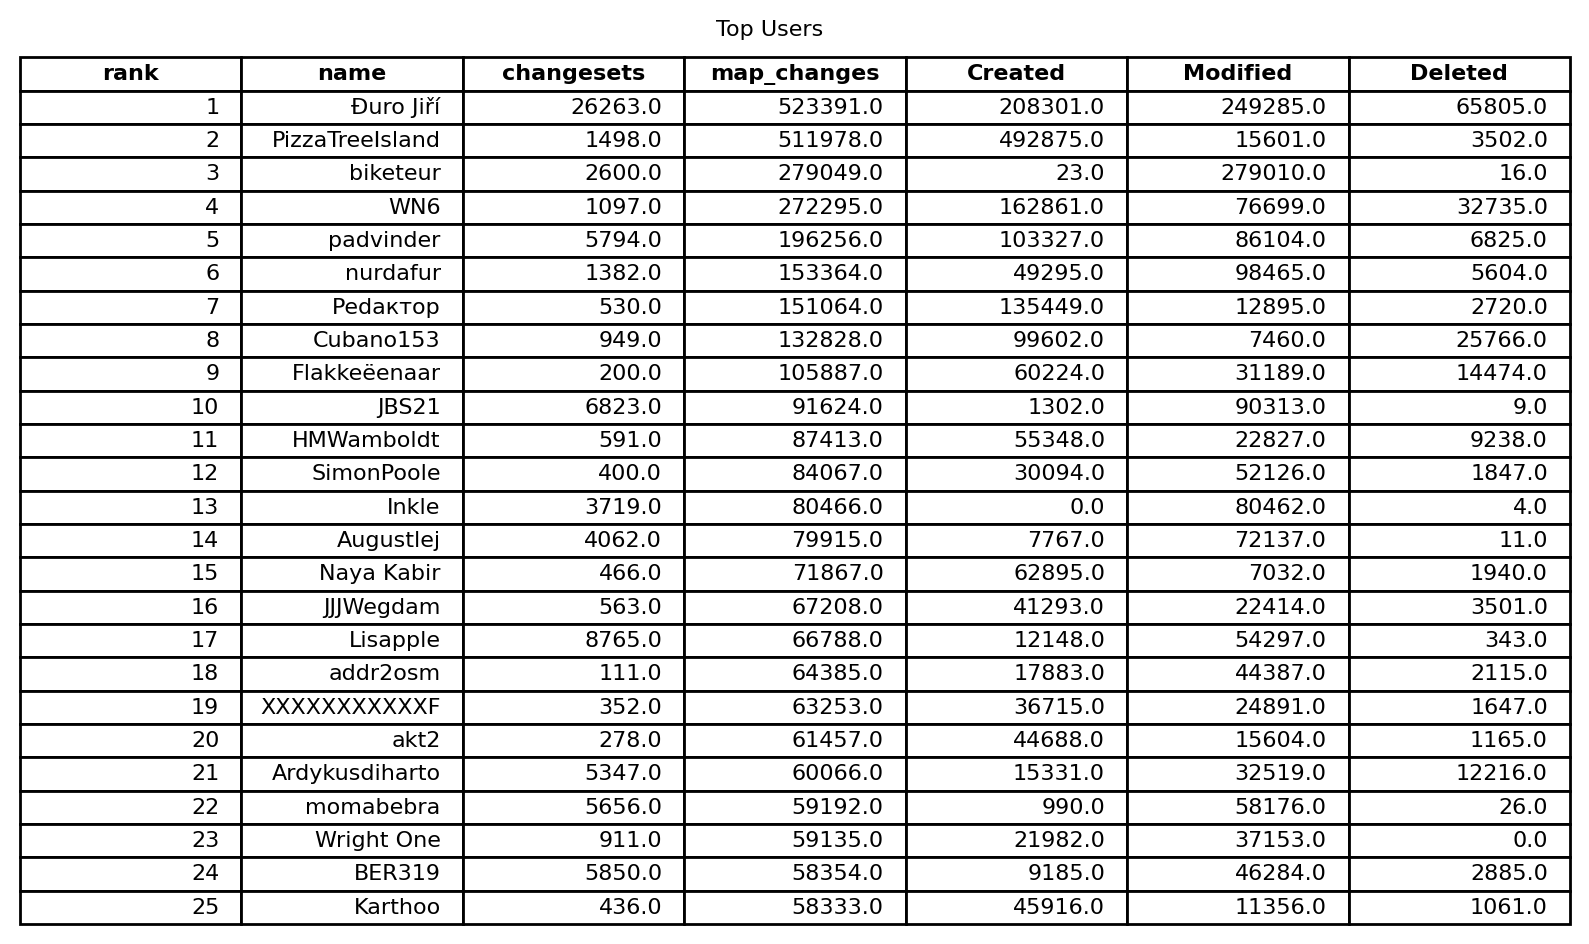 Top Users
rank name changesets map_changes Created Modified Deleted
1 Đuro Jiří 26263.0 523391.0 208301.0 249285.0 65805.0
2 PizzaTreeIsland 1498.0 511978.0 492875.0 15601.0 3502.0
3 biketeur 2600.0 279049.0 23.0 279010.0 16.0
4 WN6 1097.0 272295.0 162861.0 76699.0 32735.0
5 padvinder 5794.0 196256.0 103327.0 86104.0 6825.0
6 nurdafur 1382.0 153364.0 49295.0 98465.0 5604.0
7 Pedaктор 530.0 151064.0 135449.0 12895.0 2720.0
8 Cubano153 949.0 132828.0 99602.0 7460.0 25766.0
9 Flakkeëenaar 200.0 105887.0 60224.0 31189.0 14474.0
10 JBS21 6823.0 91624.0 1302.0 90313.0 9.0
11 HMWamboldt 591.0 87413.0 55348.0 22827.0 9238.0
12 SimonPoole 400.0 84067.0 30094.0 52126.0 1847.0
13 Inkle 3719.0 80466.0 0.0 80462.0 4.0
14 Augustlej 4062.0 79915.0 7767.0 72137.0 11.0
15 Naya Kabir 466.0 71867.0 62895.0 7032.0 1940.0
16 JJJWegdam 563.0 67208.0 41293.0 22414.0 3501.0
17 Lisapple 8765.0 66788.0 12148.0 54297.0 343.0
18 addr2osm 111.0 64385.0 17883.0 44387.0 2115.0
19 XXXXXXXXXXXF 352.0 63253.0 36715.0 24891.0 1647.0
20 akt2 278.0 61457.0 44688.0 15604.0 1165.0
21 Ardykusdiharto 5347.0 60066.0 15331.0 32519.0 12216.0
22 momabebra 5656.0 59192.0 990.0 58176.0 26.0
23 Wright One 911.0 59135.0 21982.0 37153.0 0.0
24 BER319 5850.0 58354.0 9185.0 46284.0 2885.0
25 Karthoo 436.0 58333.0 45916.0 11356.0 1061.0